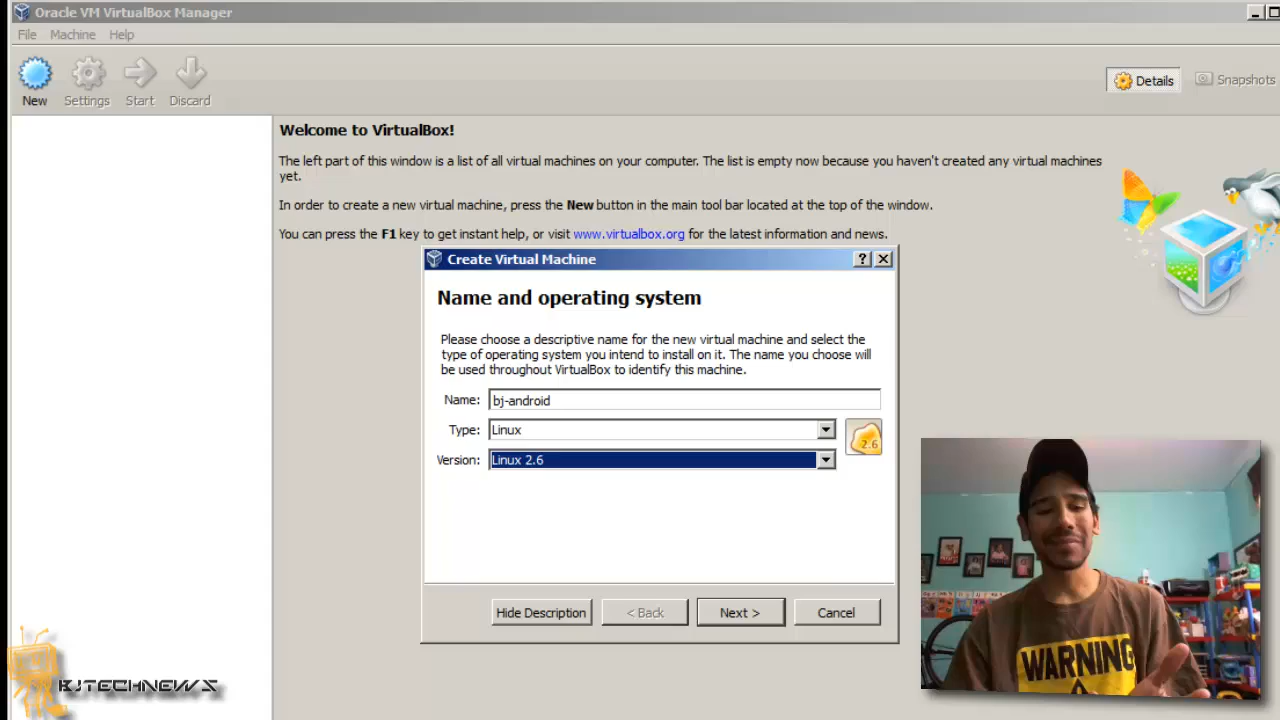 Oracle VM VirtualBox Manager
File Machine Help
New Settings Start Discard
Details Snapshots
Welcome to VirtualBox!
The left part of this window is a list of all virtual machines on your computer. The list is empty now because you haven't created any virtual machines
yet.
In order to create a new virtual machine, press the New button in the main tool bar located at the top of the window.
You can press the F1 key to get instant help, or visit www.virtualbox.org for the latest information and news.
Create Virtual Machine
Name and operating system
Please choose a descriptive name for the new virtual machine and select the
type of operating system you intend to install on it. The name you choose will
be used throughout VirtualBox to identify this machine.
Name: bj-android
Type: Linux
2.6
Version: Linux 2.6
Hide Description < Back Next > Cancel
WARNING
BJTECHNEWS